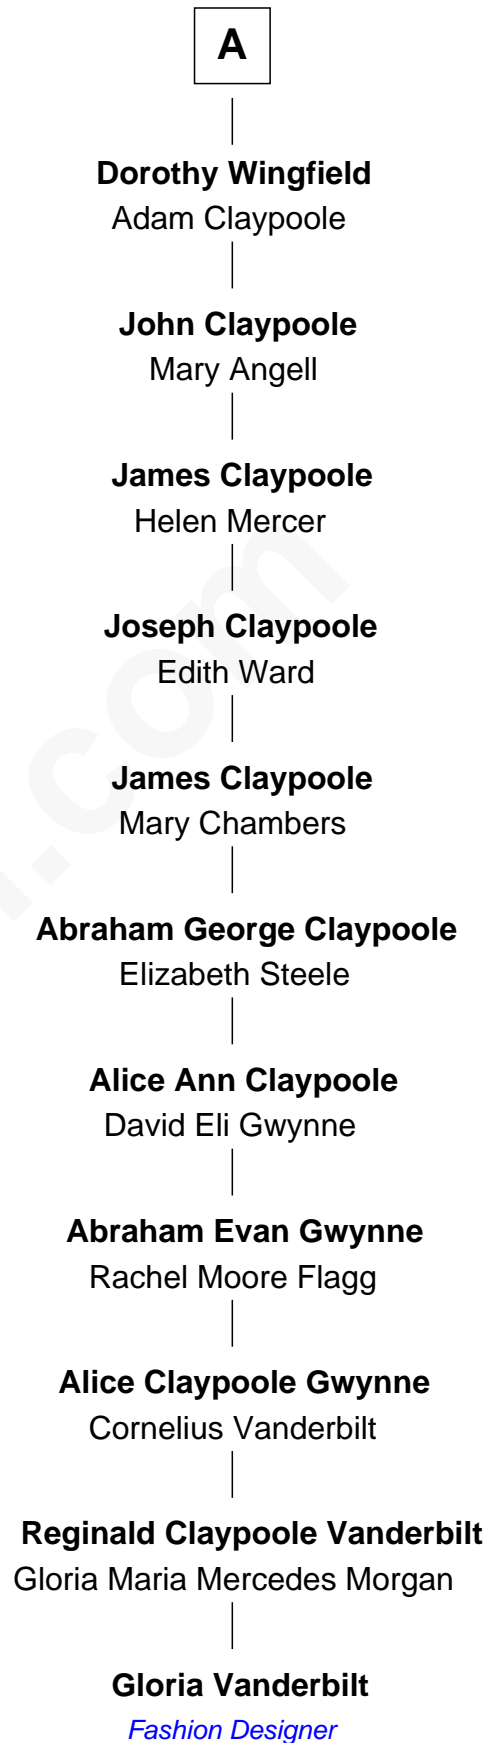 A
Dorothy Wingfield
Adam Claypoole
John Claypoole
Mary Angell
James Claypoole
Helen Mercer
Joseph Claypoole
Edith Ward
James Claypoole
Mary Chambers
Abraham George Claypoole
Elizabeth Steele
Alice Ann Claypoole
David Eli Gwynne
Abraham Evan Gwynne
Rachel Moore Flagg
Alice Claypoole Gwynne
Cornelius Vanderbilt
Reginald Claypoole Vanderbilt
Gloria Maria Mercedes Morgan
Gloria Vanderbilt
Fashion Designer